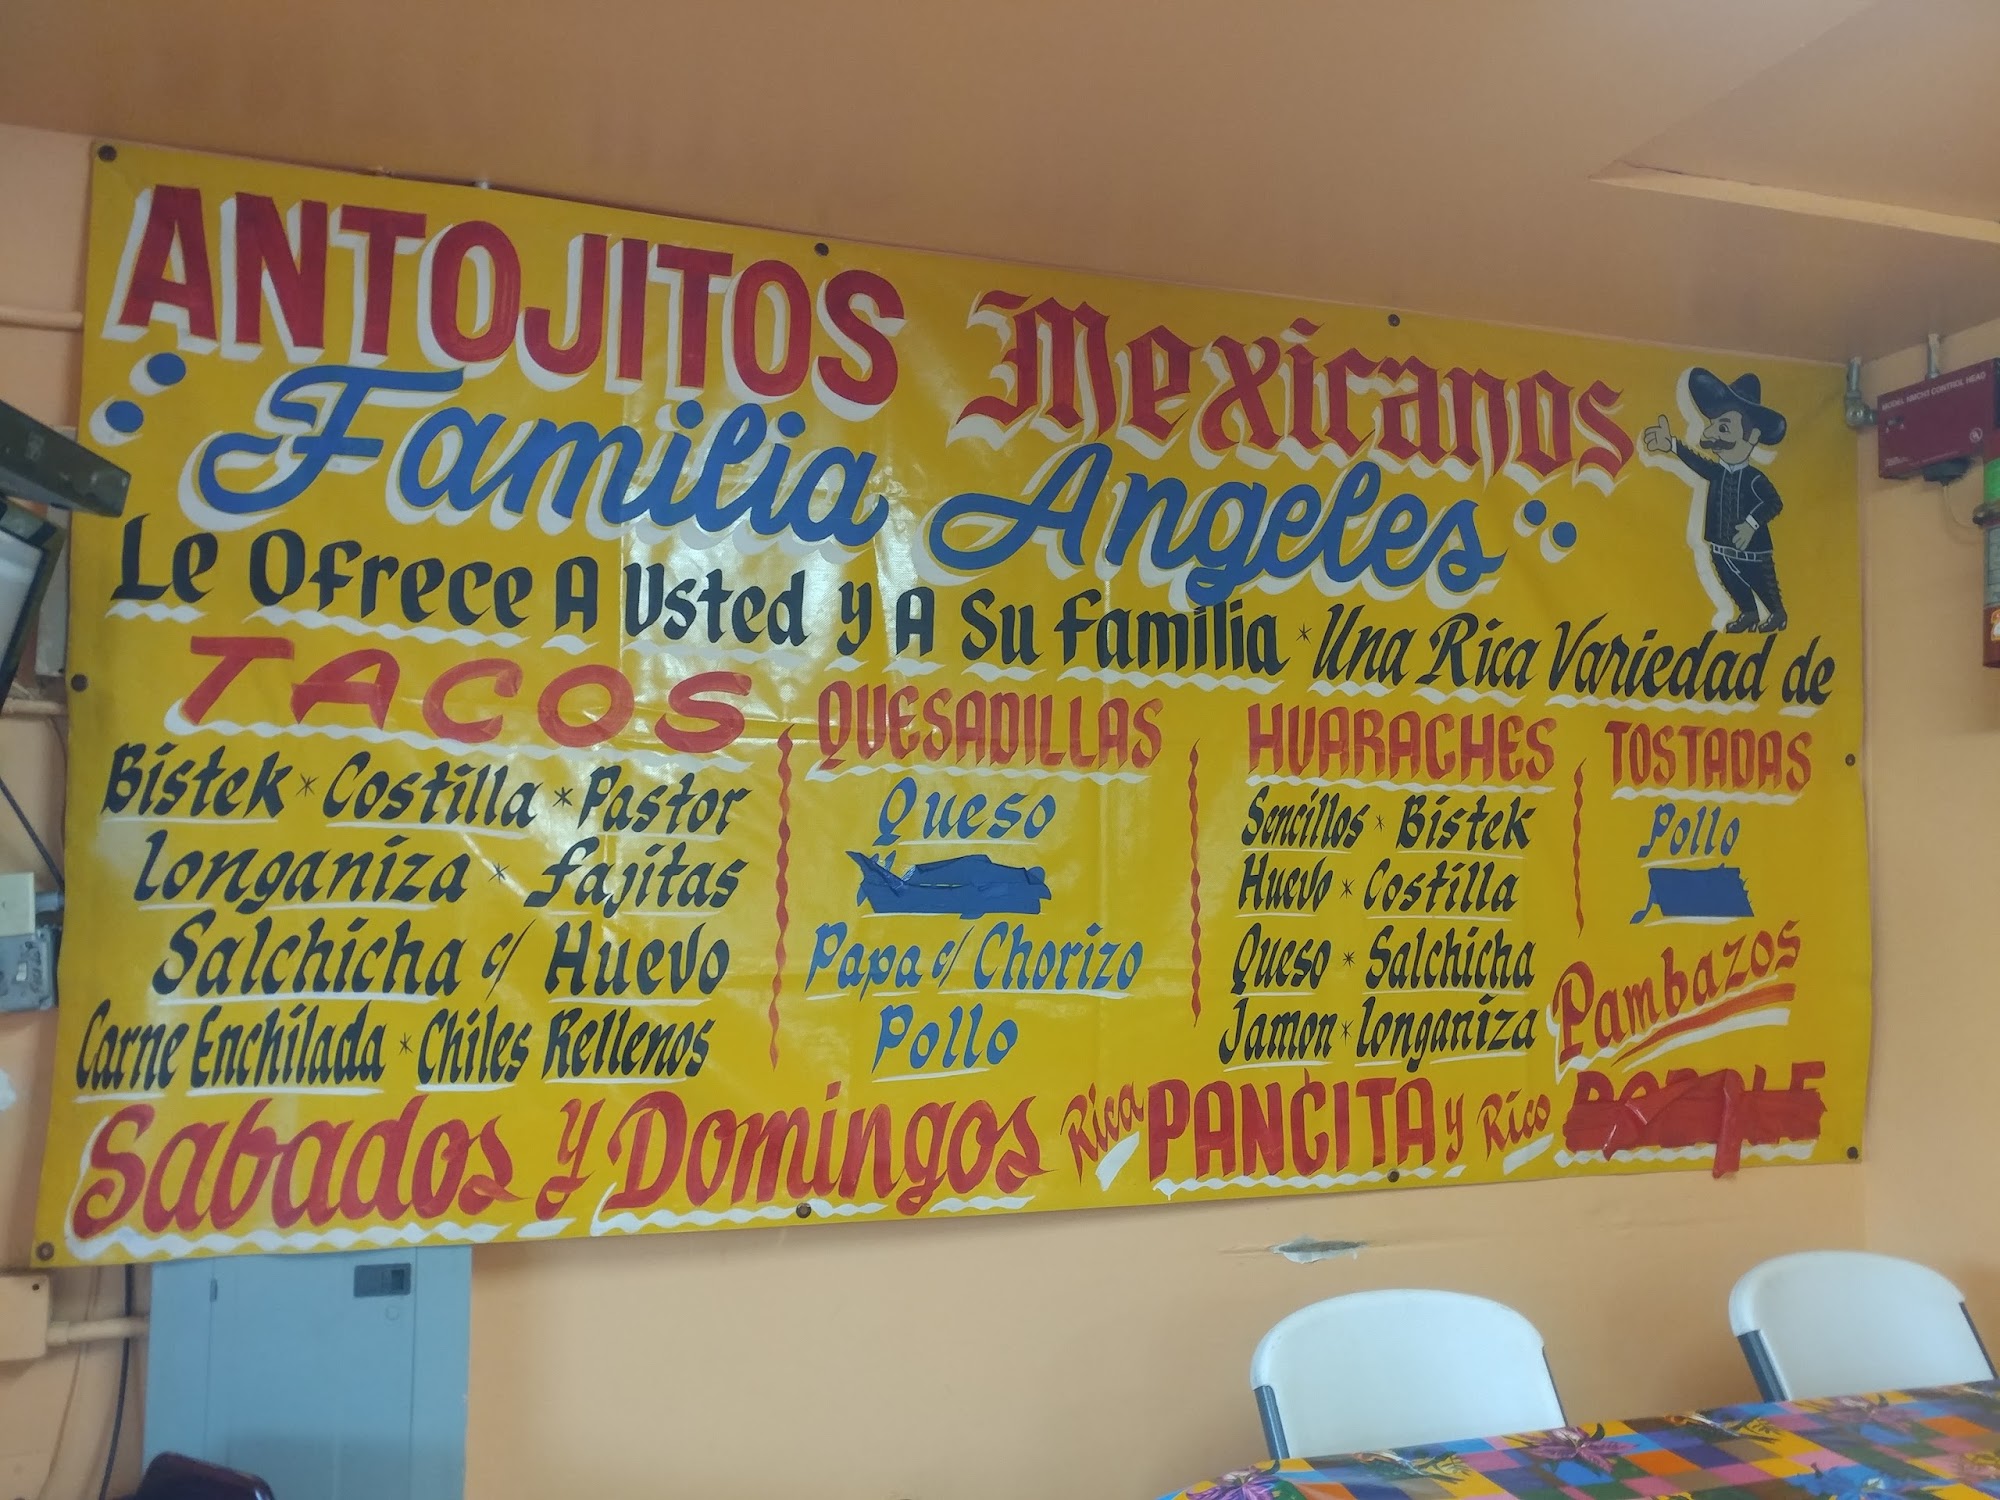 ANTOJITOS Mexicanos
Familia Angeles
Le Ofrece A Usted y A Su Familia * Una Rica Variedad de
TACOS
Bistek * Costilla * Pastor
Longaniza * Fajitas
Salchicha c/ Huevo
Carne Enchilada * Chiles Rellenos
QUESADILLAS
Queso
Papa c/ Chorizo
Pollo
HUARACHES
Sencillos * Bistek
Huevo * Costilla
Queso * Salchicha
Jamon * Longaniza
TOSTADAS
Pollo
Pambazos
Sabados y Domingos Rica PANCITA y Rico
CONTROL HEAD